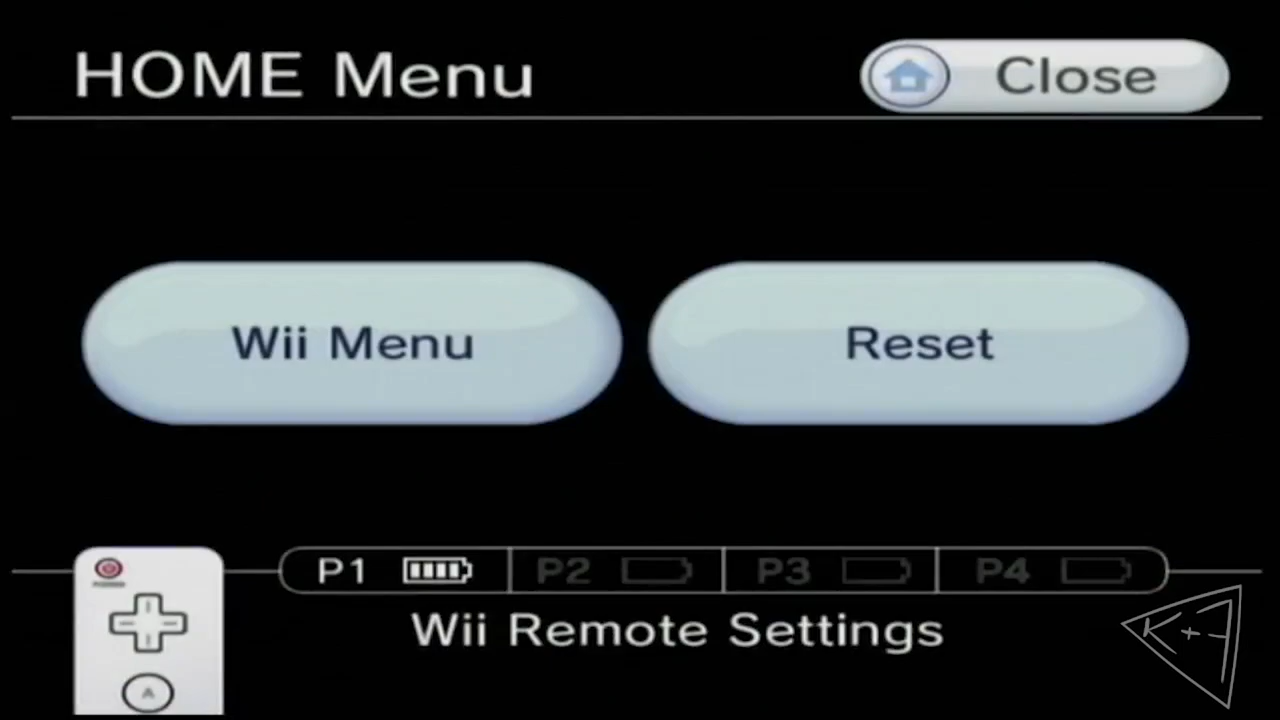 HOME Menu
Close
Wii Menu
Reset
P1 P2 P3 P4
Wii Remote Settings
A